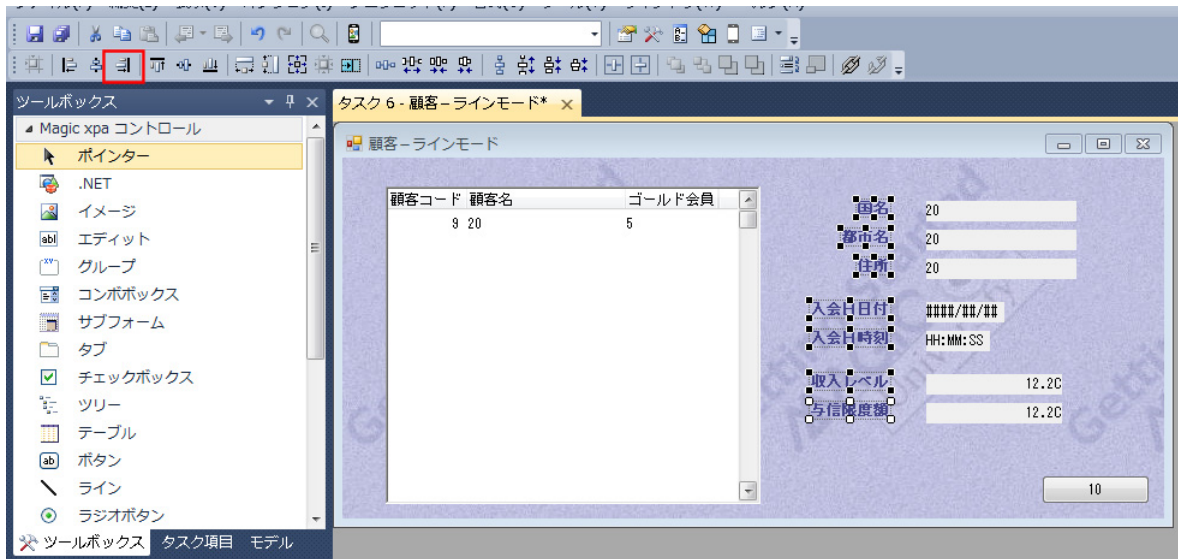 ツールボックス
Magic xpa コントロール
ポインター
.NET
イメージ
エディット
グループ
コンボボックス
サブフォーム
タブ
チェックボックス
ツリー
テーブル
ボタン
ライン
ラジオボタン
ツールボックス タスク項目 モデル
タスク 6 - 顧客 – ラインモード*
顧客 – ラインモード
顧客コード 顧客名 ゴールド会員
9 20 5
国名 20
都市名 20
住所 20
入会日付 ####/##/##
入会時刻 HH:MM:SS
収入レベル 12.2C
与信限度額 12.2C
10